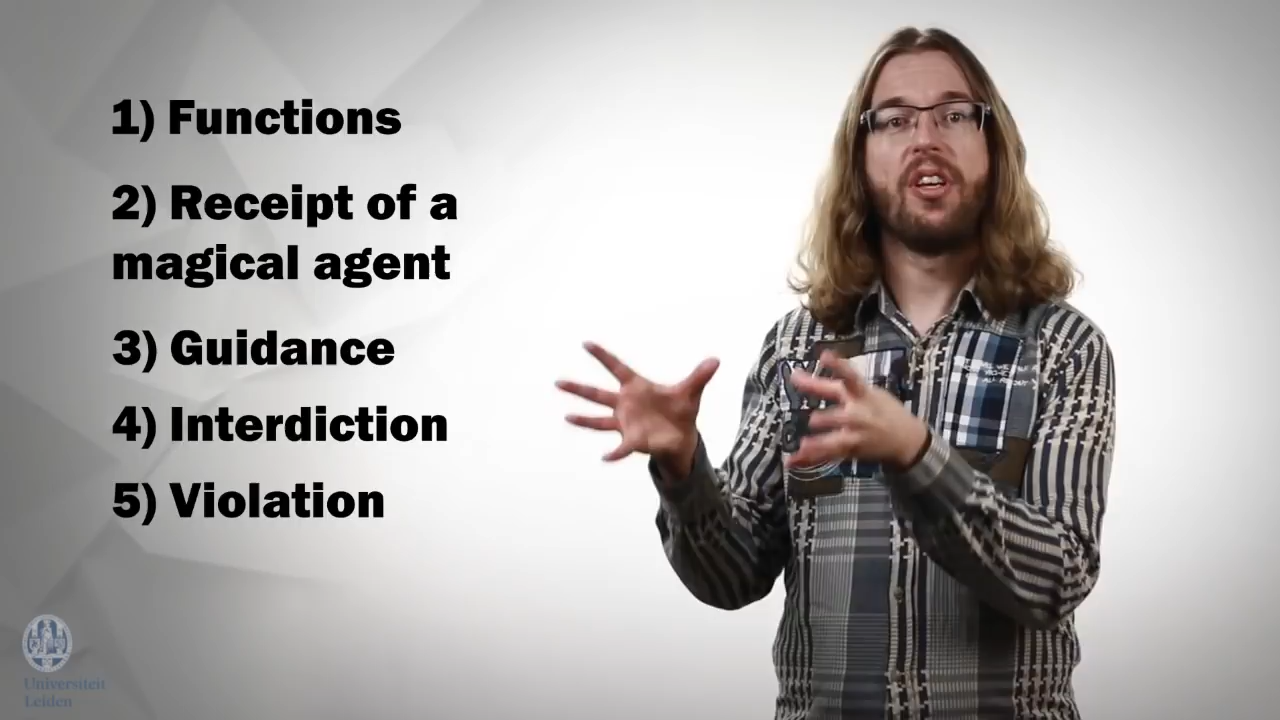 1) Functions
2) Receipt of a
magical agent
3) Guidance
4) Interdiction
5) Violation
Universiteit
Leiden